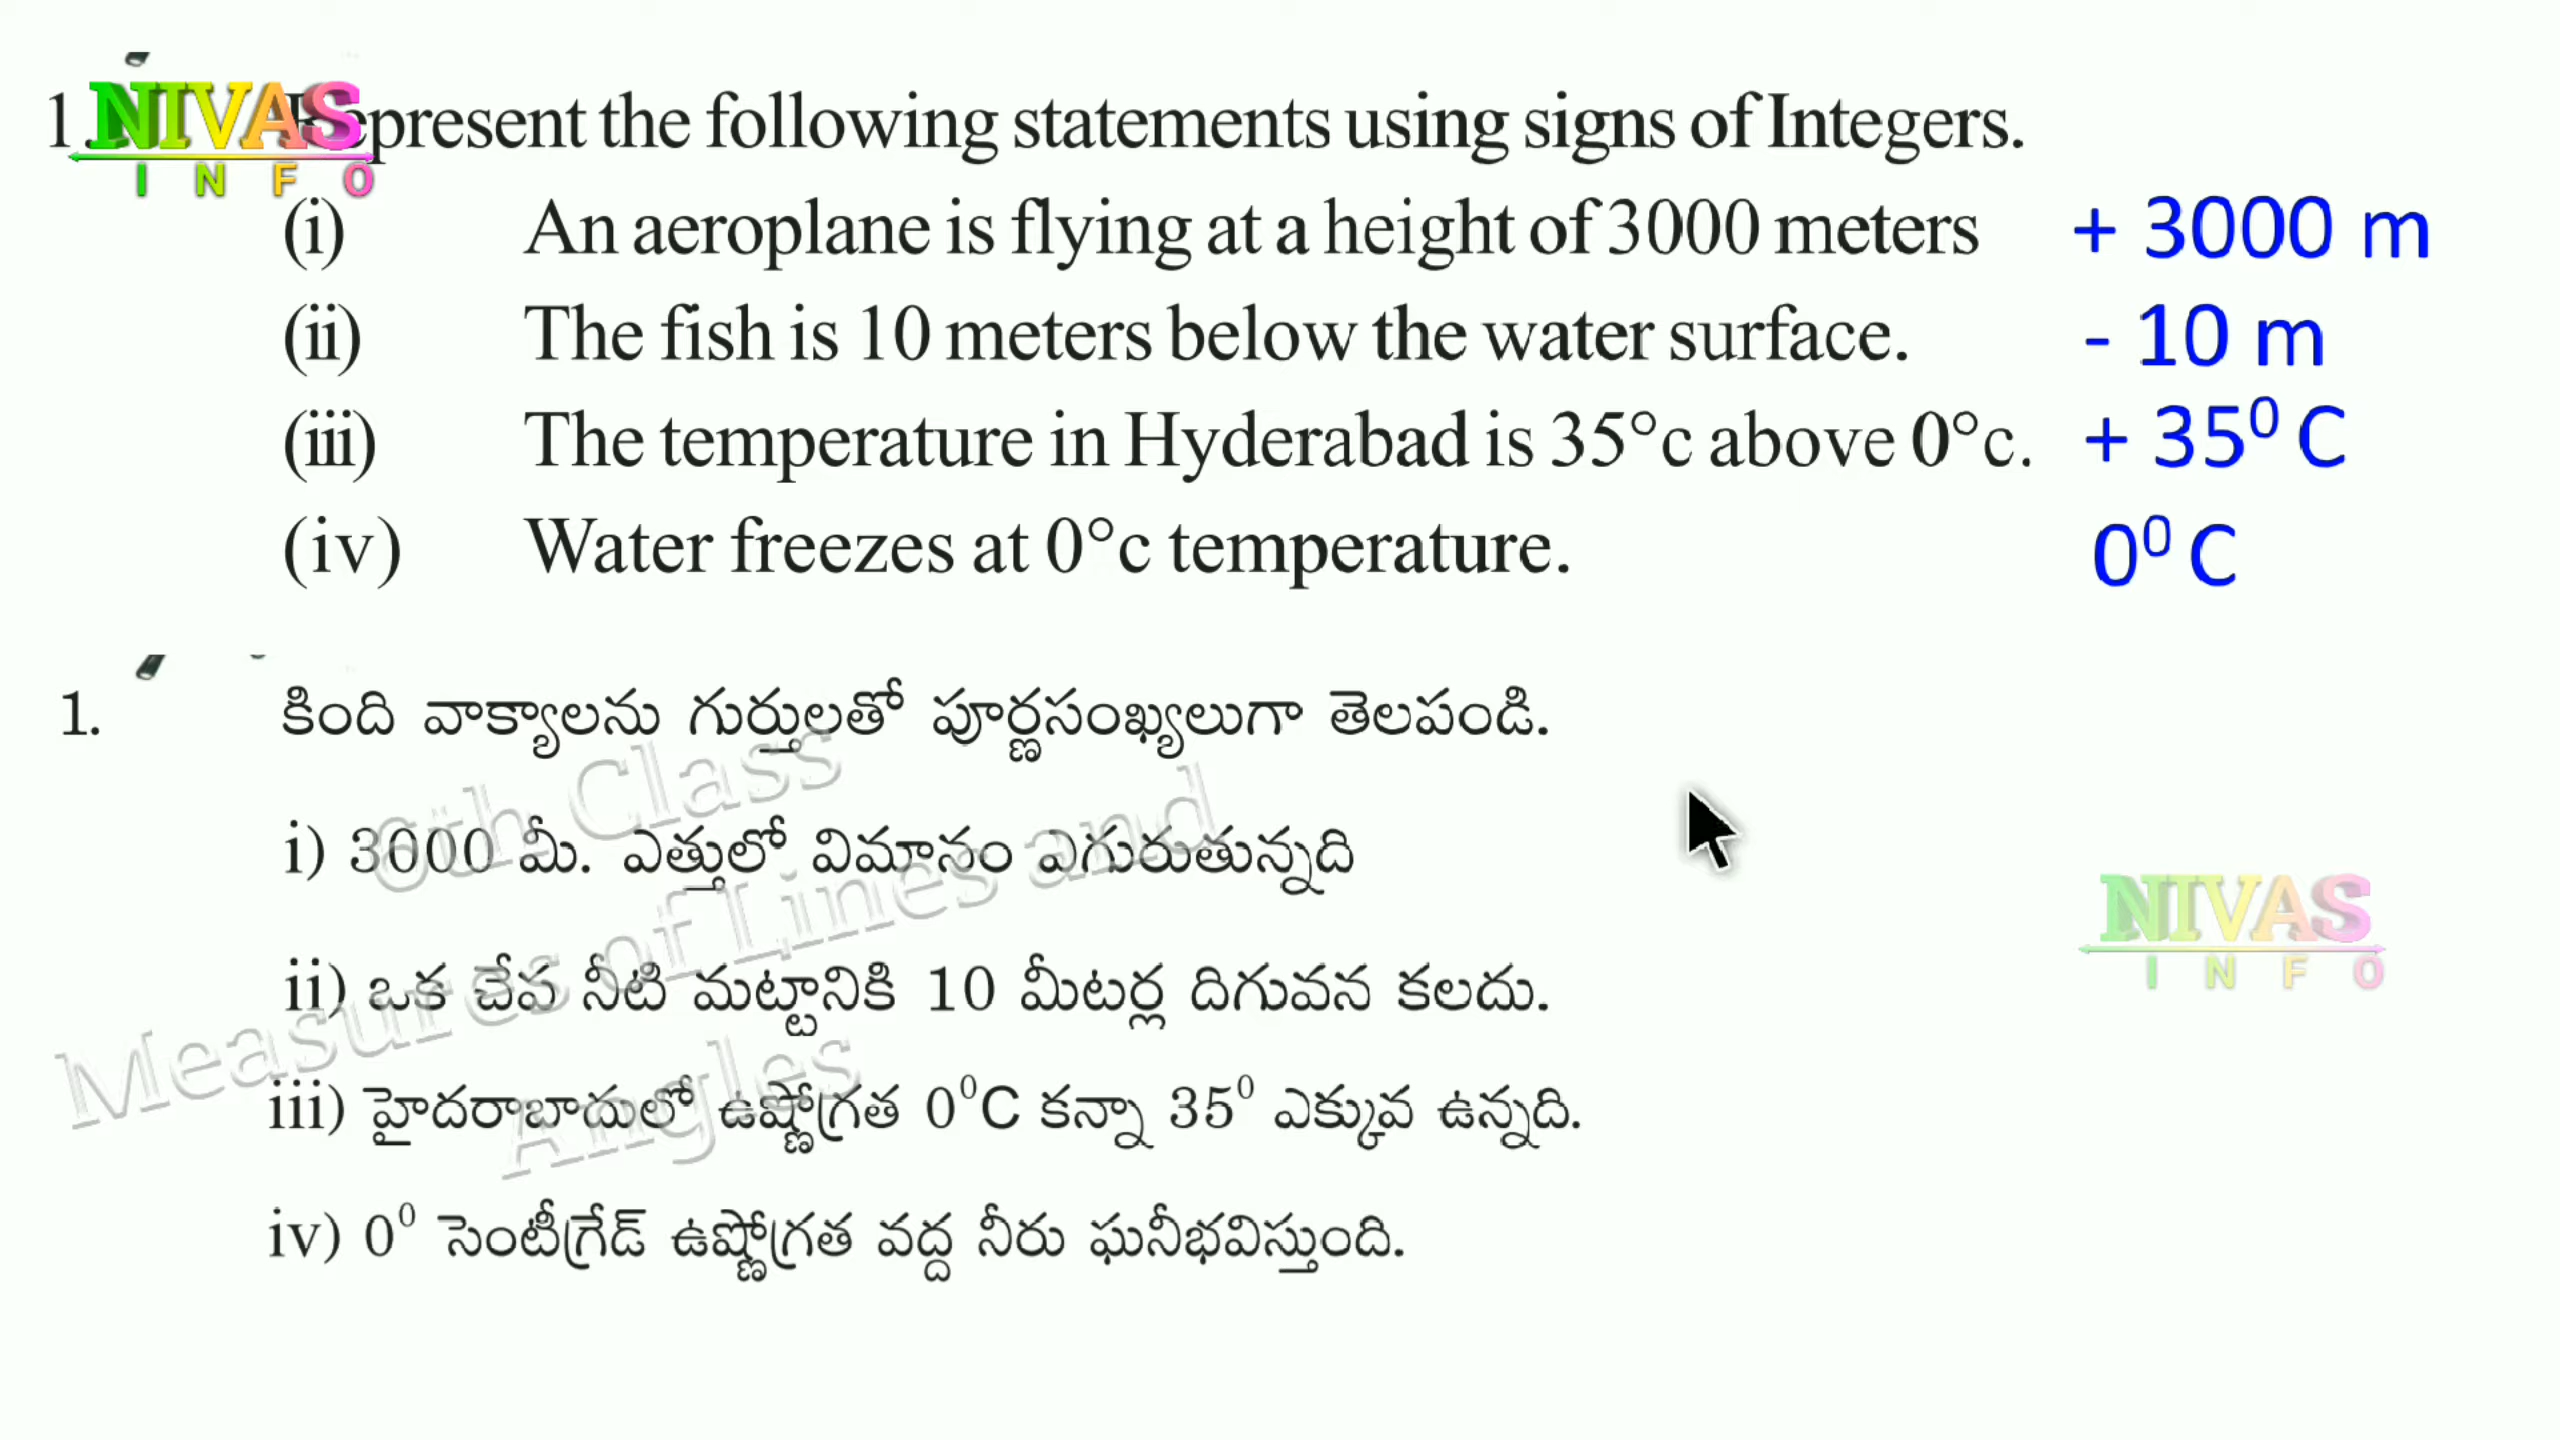 1. Represent the following statements using signs of Integers.
NIVAS
INFO
(i) An aeroplane is flying at a height of 3000 meters + 3000 m
(ii) The fish is 10 meters below the water surface. - 10 m
(iii) The temperature in Hyderabad is 35°c above 0°c. + 35⁰ C
(iv) Water freezes at 0°c temperature. 0⁰ C
1. కింది వాక్యాలను గుర్తులతో పూర్ణసంఖ్యలుగా తెలపండి.
i) 3000 మీ. ఎత్తులో విమానం ఎగురుతున్నది
ii) ఒక చేప నీటి మట్టానికి 10 మీటర్ల దిగువన కలదు.
iii) హైదరాబాదులో ఉష్ణోగ్రత 0⁰C కన్నా 35⁰ ఎక్కువ ఉన్నది.
iv) 0⁰ సెంటీగ్రేడ్ ఉష్ణోగ్రత వద్ద నీరు ఘనీభవిస్తుంది.
6th Class
Measures of Lines and
Angles
NIVAS
INFO